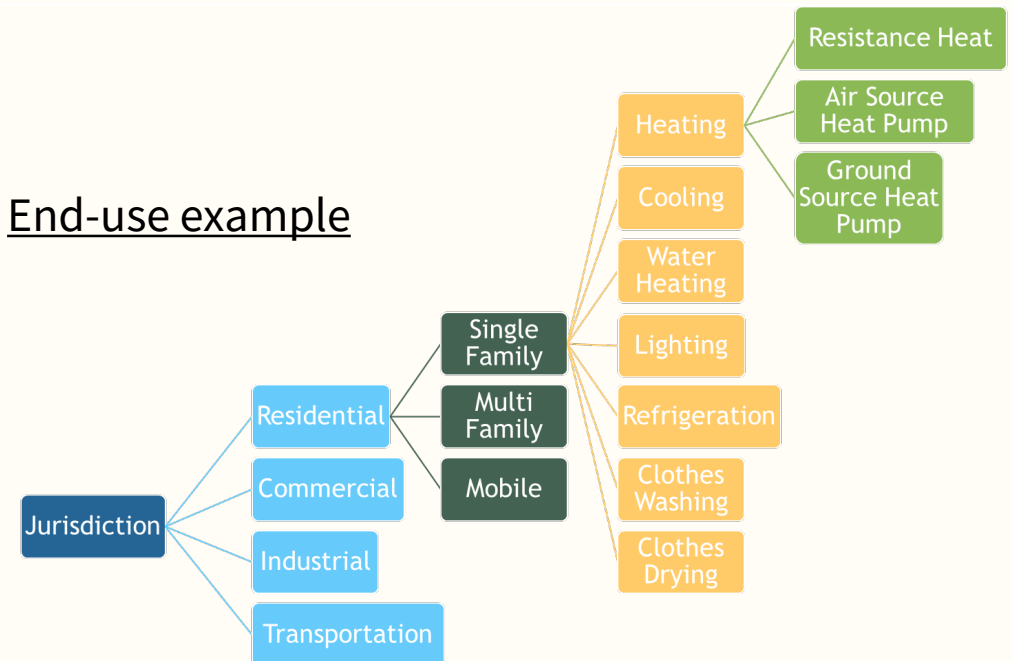 End-use example
Jurisdiction
Residential
Commercial
Industrial
Transportation
Single
Family
Multi
Family
Mobile
Heating
Cooling
Water
Heating
Lighting
Refrigeration
Clothes
Washing
Clothes
Drying
Resistance Heat
Air Source
Heat Pump
Ground
Source Heat
Pump